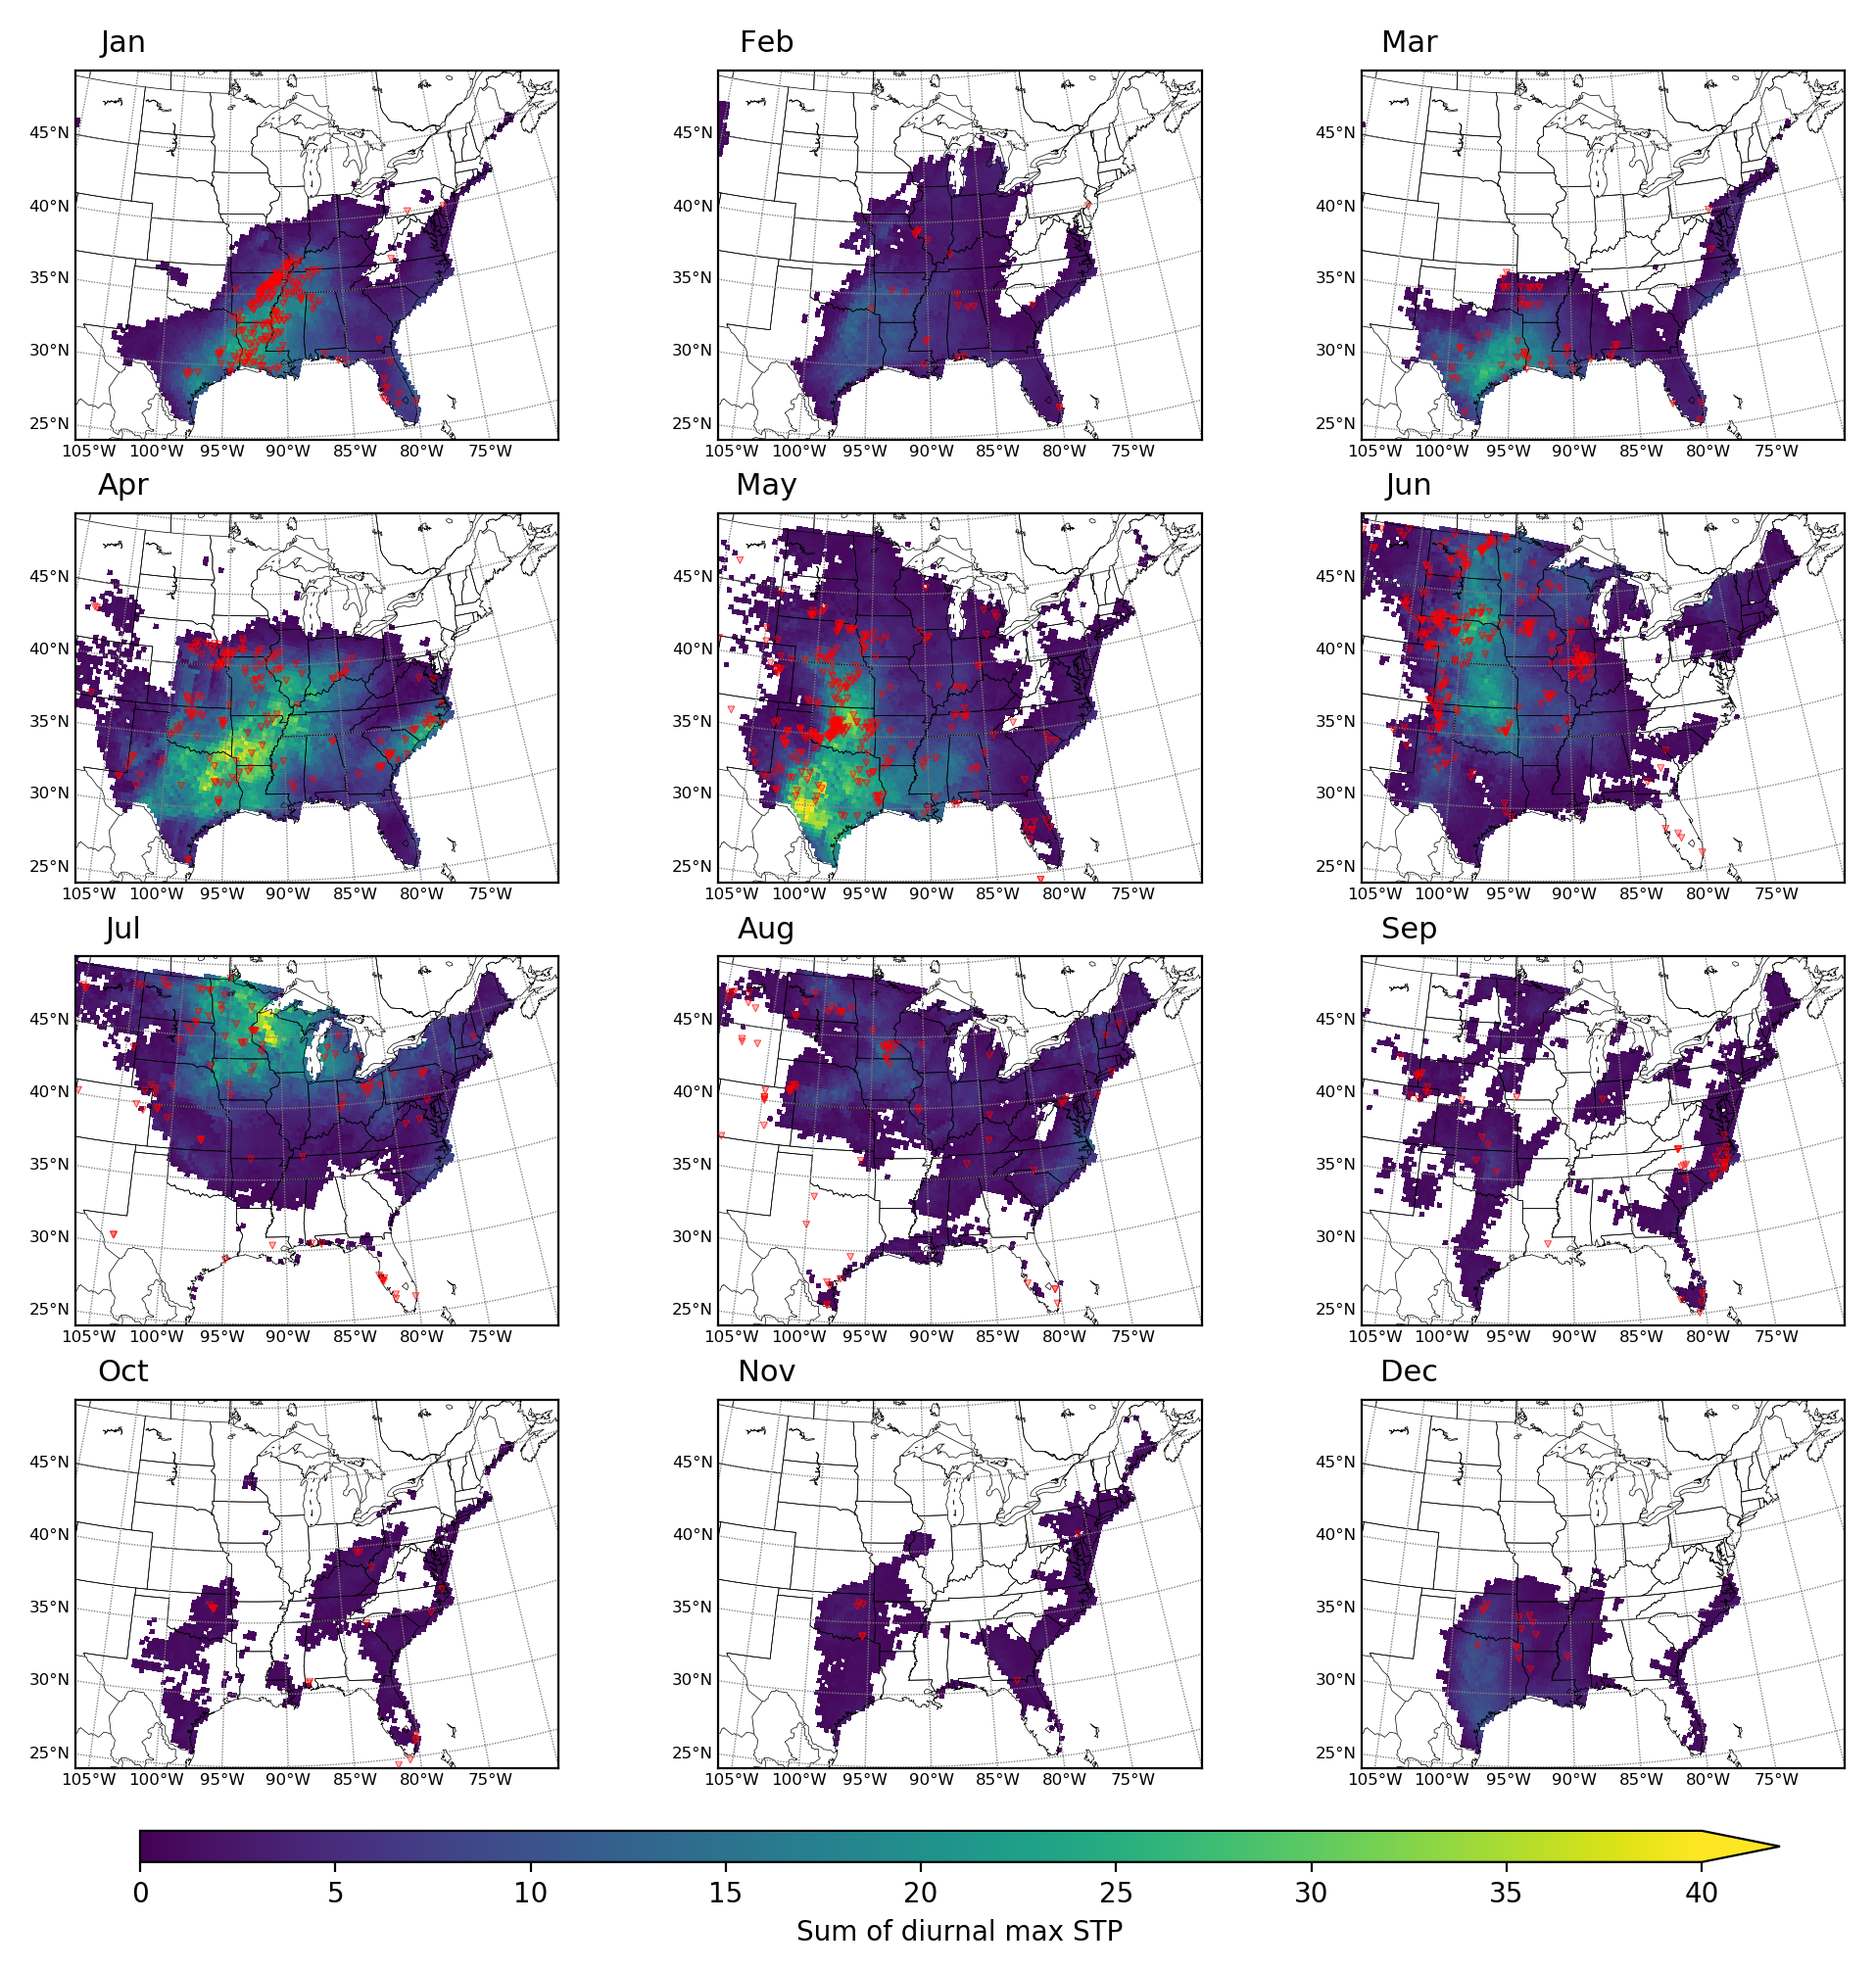 Jan Feb Mar
45°N 45°N 45°N
40°N 40°N 40°N
35°N 35°N 35°N
30°N 30°N 30°N
25°N 25°N 25°N
105°W 100°W 95°W 90°W 85°W 80°W 75°W 105°W 100°W 95°W 90°W 85°W 80°W 75°W 105°W 100°W 95°W 90°W 85°W 80°W 75°W
Apr May Jun
45°N 45°N 45°N
40°N 40°N 40°N
35°N 35°N 35°N
30°N 30°N 30°N
25°N 25°N 25°N
105°W 100°W 95°W 90°W 85°W 80°W 75°W 105°W 100°W 95°W 90°W 85°W 80°W 75°W 105°W 100°W 95°W 90°W 85°W 80°W 75°W
Jul Aug Sep
45°N 45°N 45°N
40°N 40°N 40°N
35°N 35°N 35°N
30°N 30°N 30°N
25°N 25°N 25°N
105°W 100°W 95°W 90°W 85°W 80°W 75°W 105°W 100°W 95°W 90°W 85°W 80°W 75°W 105°W 100°W 95°W 90°W 85°W 80°W 75°W
Oct Nov Dec
45°N 45°N 45°N
40°N 40°N 40°N
35°N 35°N 35°N
30°N 30°N 30°N
25°N 25°N 25°N
105°W 100°W 95°W 90°W 85°W 80°W 75°W 105°W 100°W 95°W 90°W 85°W 80°W 75°W 105°W 100°W 95°W 90°W 85°W 80°W 75°W
0 5 10 15 20 25 30 35 40
Sum of diurnal max STP